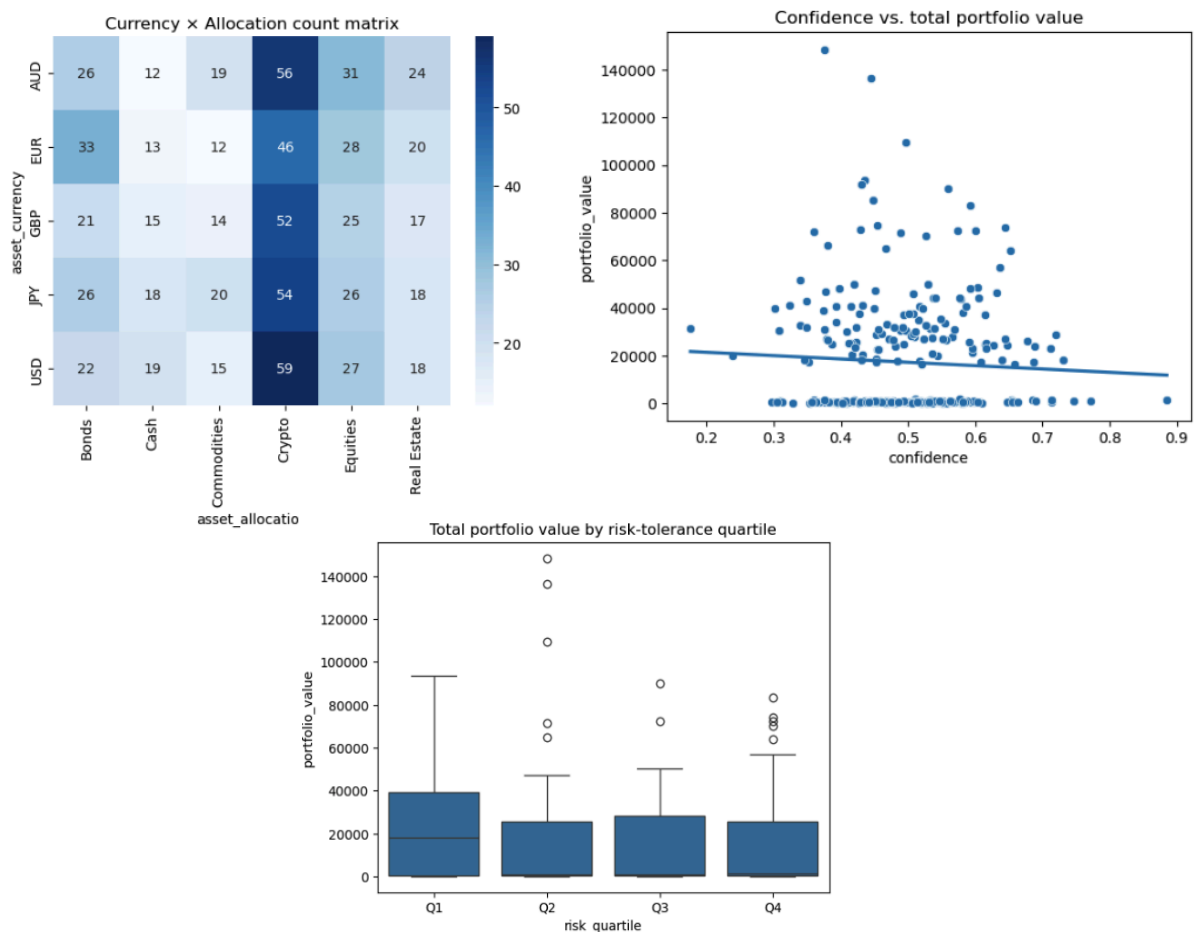 Currency × Allocation count matrix
asset_currency
AUD 26 12 19 56 31 24
EUR 33 13 12 46 28 20
GBP 21 15 14 52 25 17
JPY 26 18 20 54 26 18
USD 22 19 15 59 27 18
Bonds Cash Commodities Crypto Equities Real Estate
asset_allocatio
50
40
30
20
Confidence vs. total portfolio value
portfolio_value
140000
120000
100000
80000
60000
40000
20000
0
0.2 0.3 0.4 0.5 0.6 0.7 0.8 0.9
confidence
Total portfolio value by risk-tolerance quartile
portfolio_value
140000
120000
100000
80000
60000
40000
20000
0
Q1 Q2 Q3 Q4
risk_quartile